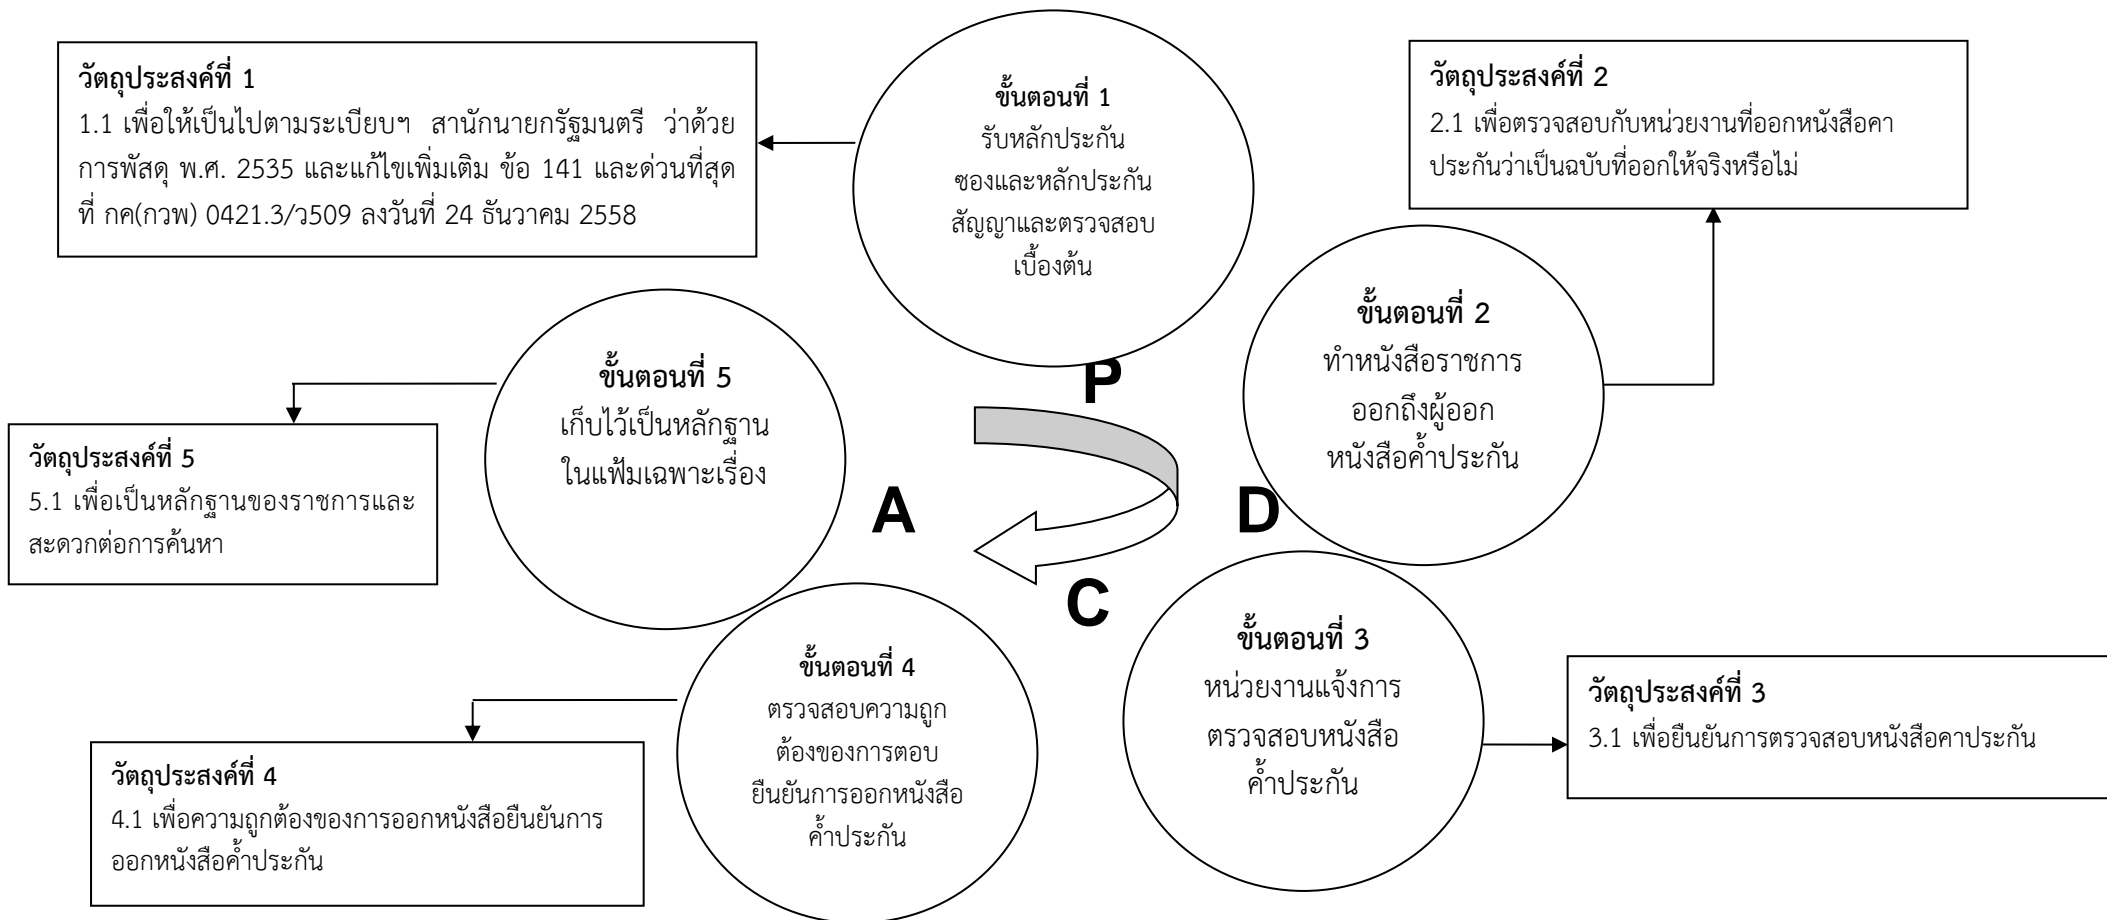 วัตถุประสงค์ที่ 1
1.1 เพื่อให้เป็นไปตามระเบียบฯ สานักนายกรัฐมนตรี ว่าด้วย
การพัสดุ พ.ศ. 2535 และแก้ไขเพิ่มเติม ข้อ 141 และด่วนที่สุด
ที่ กค(กวพ) 0421.3/ว509 ลงวันที่ 24 ธันวาคม 2558
ขั้นตอนที่ 1
รับหลักประกัน
ซองและหลักประกัน
สัญญาและตรวจสอบ
เบื้องต้น
วัตถุประสงค์ที่ 2
2.1 เพื่อตรวจสอบกับหน่วยงานที่ออกหนังสือคา
ประกันว่าเป็นฉบับที่ออกให้จริงหรือไม่
ขั้นตอนที่ 2
ทำหนังสือราชการ
ออกถึงผู้ออก
หนังสือค้ำประกัน
P
D
C
A
ขั้นตอนที่ 3
หน่วยงานแจ้งการ
ตรวจสอบหนังสือ
ค้ำประกัน
วัตถุประสงค์ที่ 3
3.1 เพื่อยืนยันการตรวจสอบหนังสือคาประกัน
ขั้นตอนที่ 4
ตรวจสอบความถูก
ต้องของการตอบ
ยืนยันการออกหนังสือ
ค้ำประกัน
วัตถุประสงค์ที่ 4
4.1 เพื่อความถูกต้องของการออกหนังสือยืนยันการ
ออกหนังสือค้ำประกัน
ขั้นตอนที่ 5
เก็บไว้เป็นหลักฐาน
ในแฟ้มเฉพาะเรื่อง
วัตถุประสงค์ที่ 5
5.1 เพื่อเป็นหลักฐานของราชการและ
สะดวกต่อการค้นหา